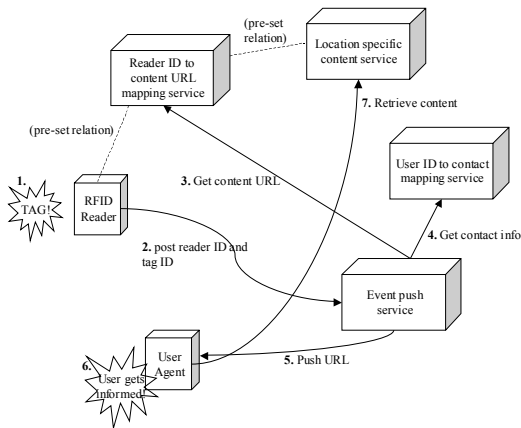 (pre-set
relation)
Location specific
content service
Reader ID to
content URL
mapping service
7. Retrieve content
(pre-set relation)
User ID to contact
mapping service
1.
TAG!
RFID
Reader
3. Get content URL
2. post reader ID and
tag ID
4. Get contact info
Event push
service
5. Push URL
User
Agent
6.
User gets
informed!